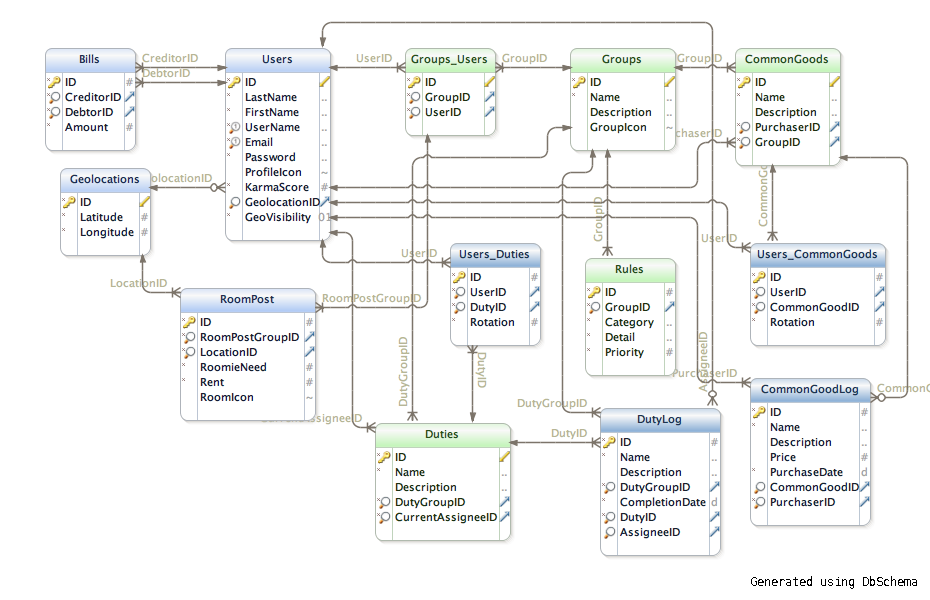 Bills
ID #
CreditorID
DebtorID
Amount #
CreditorID
DebtorID
Users
ID
LastName
FirstName
UserName
Email
Password
ProfileIcon ~
KarmaScore #
GeolocationID
GeoVisibility 01
UserID
Groups_Users
ID
GroupID
UserID
GroupID
Groups
ID
Name
Description
GroupIcon ~
GroupID
CommonGoods
ID
Name
Description
PurchaserID
GroupID
chaserID
Geolocations
ID
Latitude #
Longitude #
olocationID
LocationID
RoomPost
ID #
RoomPostGroupID
LocationID
RoomieNeed #
Rent #
RoomIcon ~
RoomPostGroupID
UserID
Users_Duties
ID #
UserID
DutyID
Rotation #
GroupID
Rules
ID #
GroupID
Category
Detail
Priority #
UserID
CommonGo
Users_CommonGoods
ID #
UserID
CommonGoodID
Rotation #
DutyGroupID
DutyID
AssigneeID
PurchaserID
CommonGoodLog
ID #
Name
Description
Price #
PurchaseDate d
CommonGoodID
PurchaserID
CommonG
DutyGroupID
DutyID
DutyLog
ID #
Name
Description
DutyGroupID
CompletionDate d
DutyID
AssigneeID
Duties
ID
Name
Description
DutyGroupID
CurrentAssigneeID
Generated using DbSchema